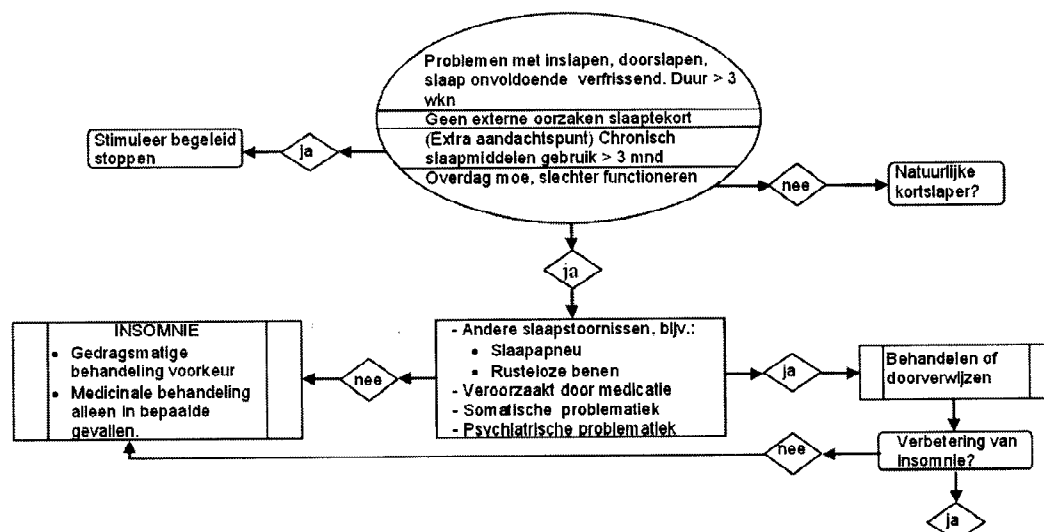 Problemen met inslapen, doorslapen,
slaap onvoldoende verfrissend. Duur > 3
wkn
Geen externe oorzaken slaaptekort
(Extra aandachtspunt) Chronisch
slaapmiddelen gebruik > 3 mnd
Overdag moe, slechter functioneren
Stimuleer begeleid
stoppen
ja
nee
Natuurlijke
kortslaper?
ja
INSOMNIE
• Gedragsmatige
behandeling voorkeur
• Medicinale behandeling
alleen in bepaalde
gevallen.
nee
- Andere slaapstoornissen, bijv.:
• Slaapapneu
• Rusteloze benen
- Veroorzaakt door medicatie
- Somatische problematiek
- Psychiatrische problematiek
ja
Behandelen of
doorverwijzen
nee
Verbetering van
insomnie?
ja